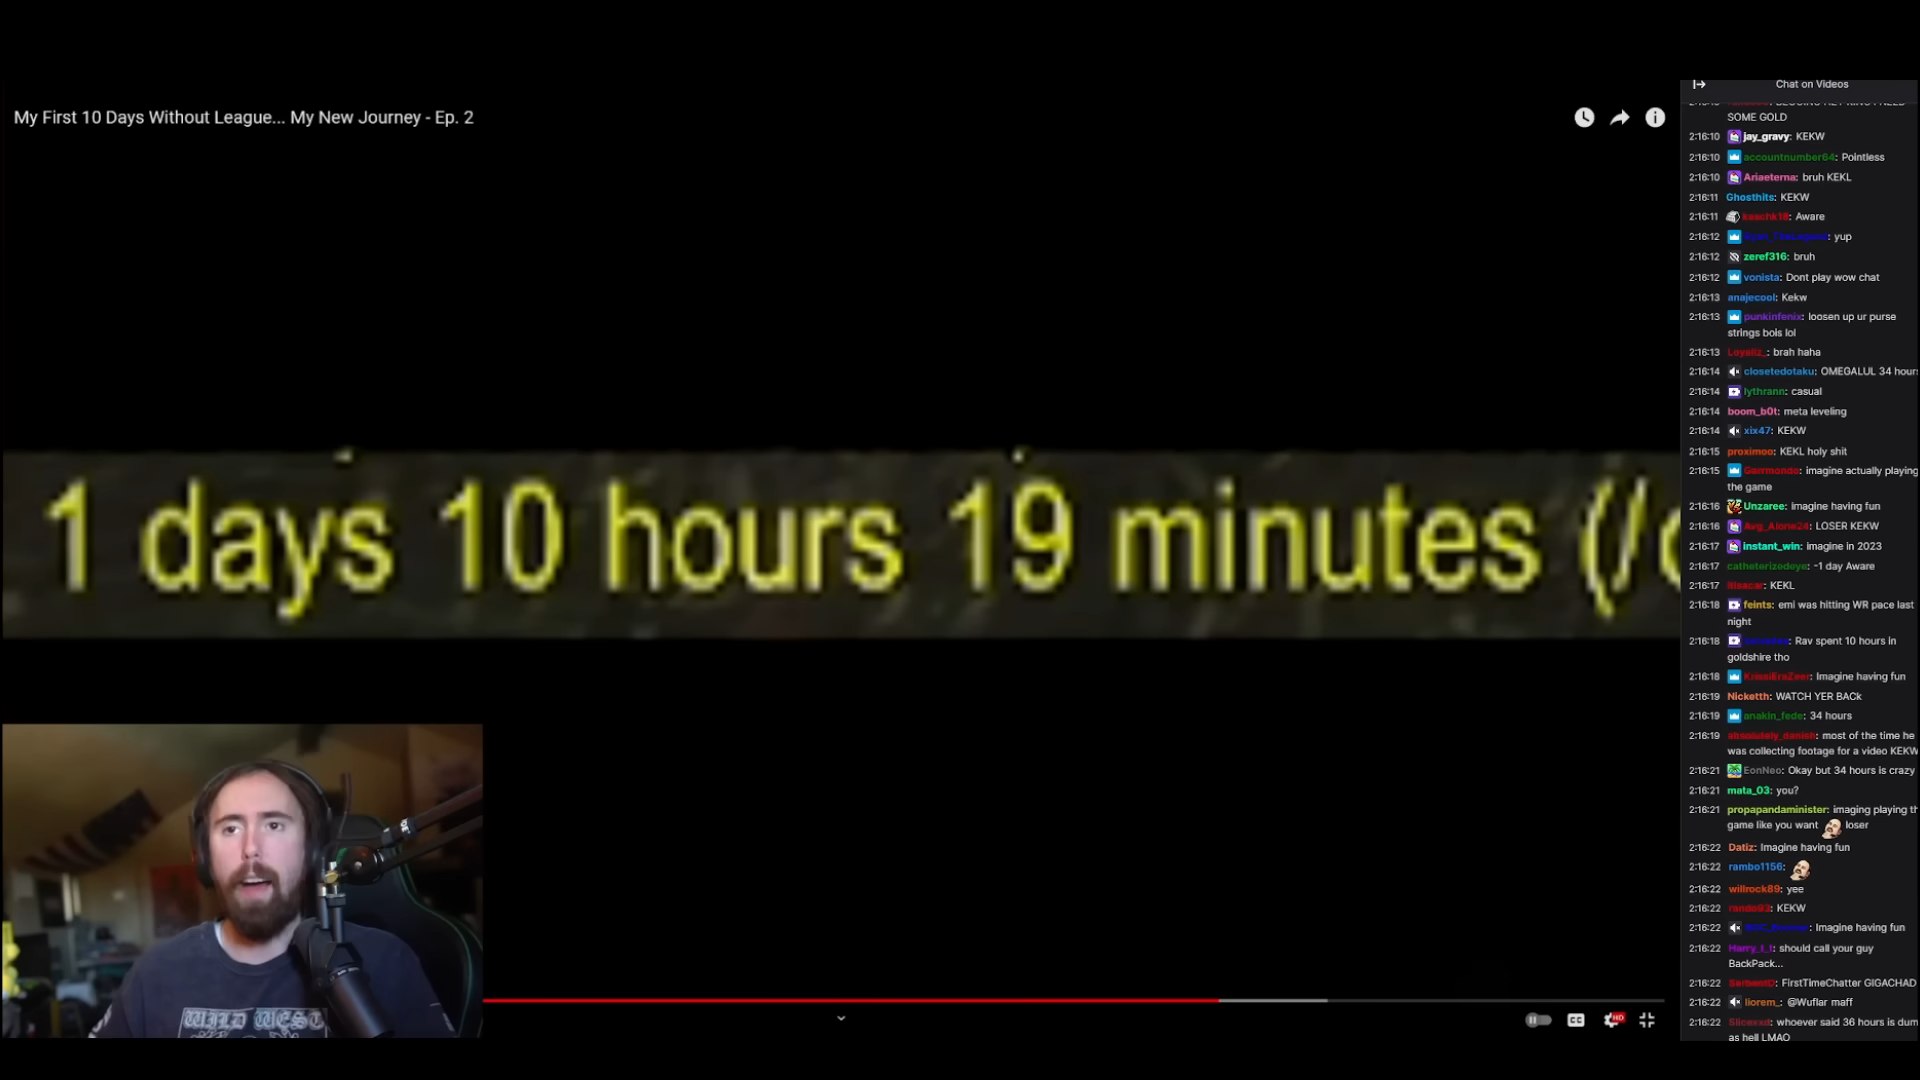 My First 10 Days Without League... My New Journey - Ep. 2
1 days 10 hours 19 minutes (/
WILD WEST
CC
HD
Chat on Videos
SOME GOLD
2:16:10 jay_gravy: KEKW
2:16:10 accountnumber64: Pointless
2:16:10 Ariaeterna: bruh KEKL
2:16:11 Ghosthits: KEKW
2:16:11 kaschk18: Aware
2:16:12 : yup
2:16:12 zeref316: bruh
2:16:12 vonista: Dont play wow chat
2:16:13 anajecool: Kekw
2:16:13 punkinfenix: loosen up ur purse
strings bois lol
2:16:13 Loyaliz_: brah haha
2:16:14 closetedotaku: OMEGALUL 34 hour
2:16:14 lythrann: casual
2:16:14 boom_b0t: meta leveling
2:16:14 xix47: KEKW
2:16:15 proximoo: KEKL holy shit
2:16:15 Garrmondo: imagine actually playing
the game
2:16:16 Unzaree: imagine having fun
2:16:16 Avg_Alone24: LOSER KEKW
2:16:17 instant_win: imagine in 2023
2:16:17 catheterizedeye: -1 day Aware
2:16:17 : KEKL
2:16:18 feints: emi was hitting WR pace last
night
2:16:18 : Rav spent 10 hours in
goldshire tho
2:16:18 KrissiEraZeer: Imagine having fun
2:16:19 Nicketth: WATCH YER BACk
2:16:19 anakin_fede: 34 hours
2:16:19 absolutely_danish: most of the time he
was collecting footage for a video KEKW
2:16:21 EonNeo: Okay but 34 hours is crazy
2:16:21 mata_03: you?
2:16:21 propapandaminister: imaging playing th
game like you want loser
2:16:22 Datiz: Imagine having fun
2:16:22 rambo1156:
2:16:22 willrock89: yee
2:16:22 rando93: KEKW
2:16:22 : Imagine having fun
2:16:22 Harry_t_f: should call your guy
BackPack...
2:16:22 : FirstTimeChatter GIGACHAD
2:16:22 liorem_: @Wuflar maff
2:16:22 Slicexxd: whoever said 36 hours is dum
as hell LMAO